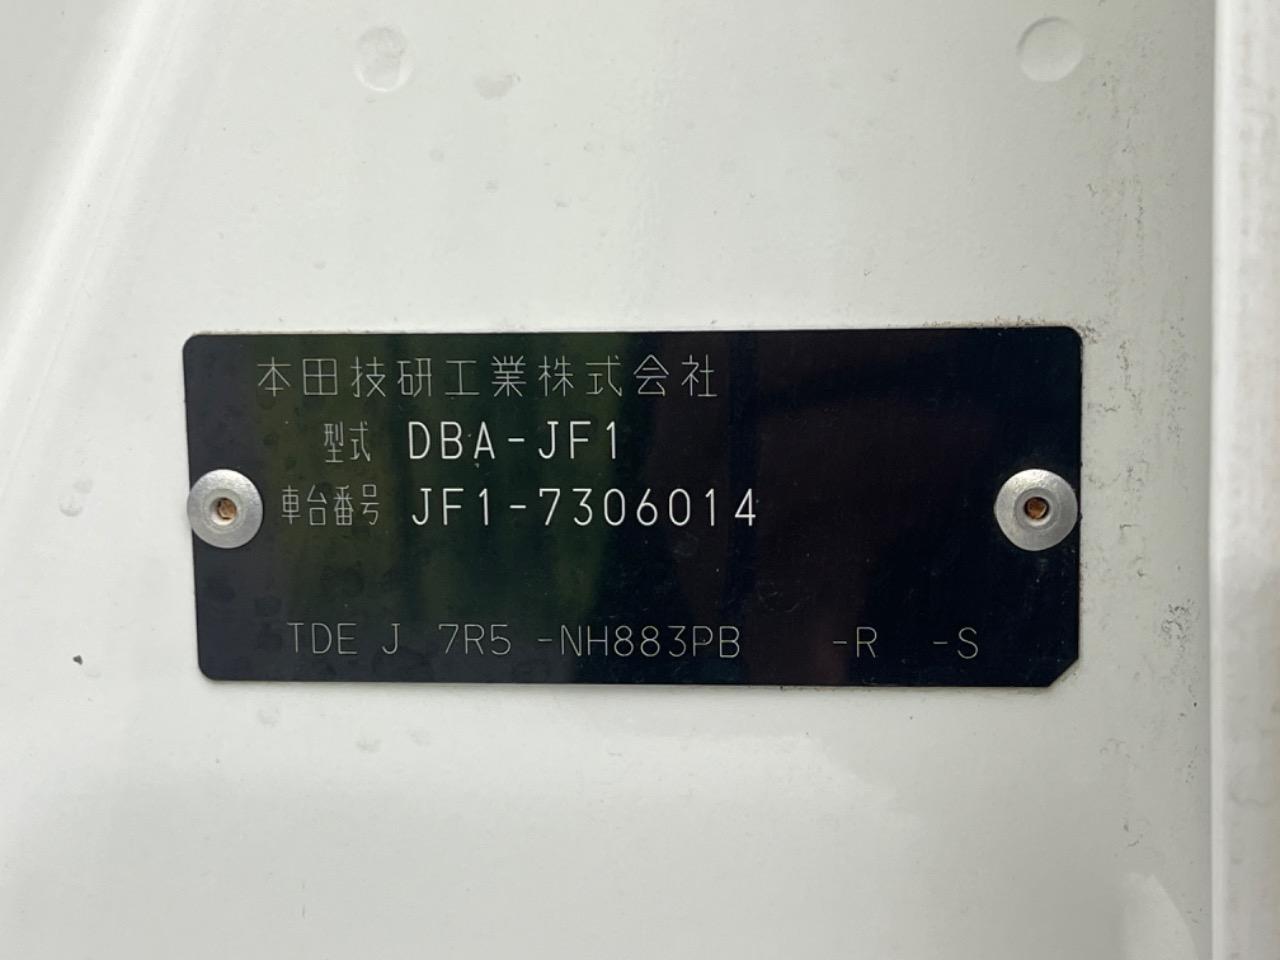 本田技研工業株式会社
型式 DBA-JF1
車台番号 JF1-7306014
TDE J 7R5 -NH883PB -R -S